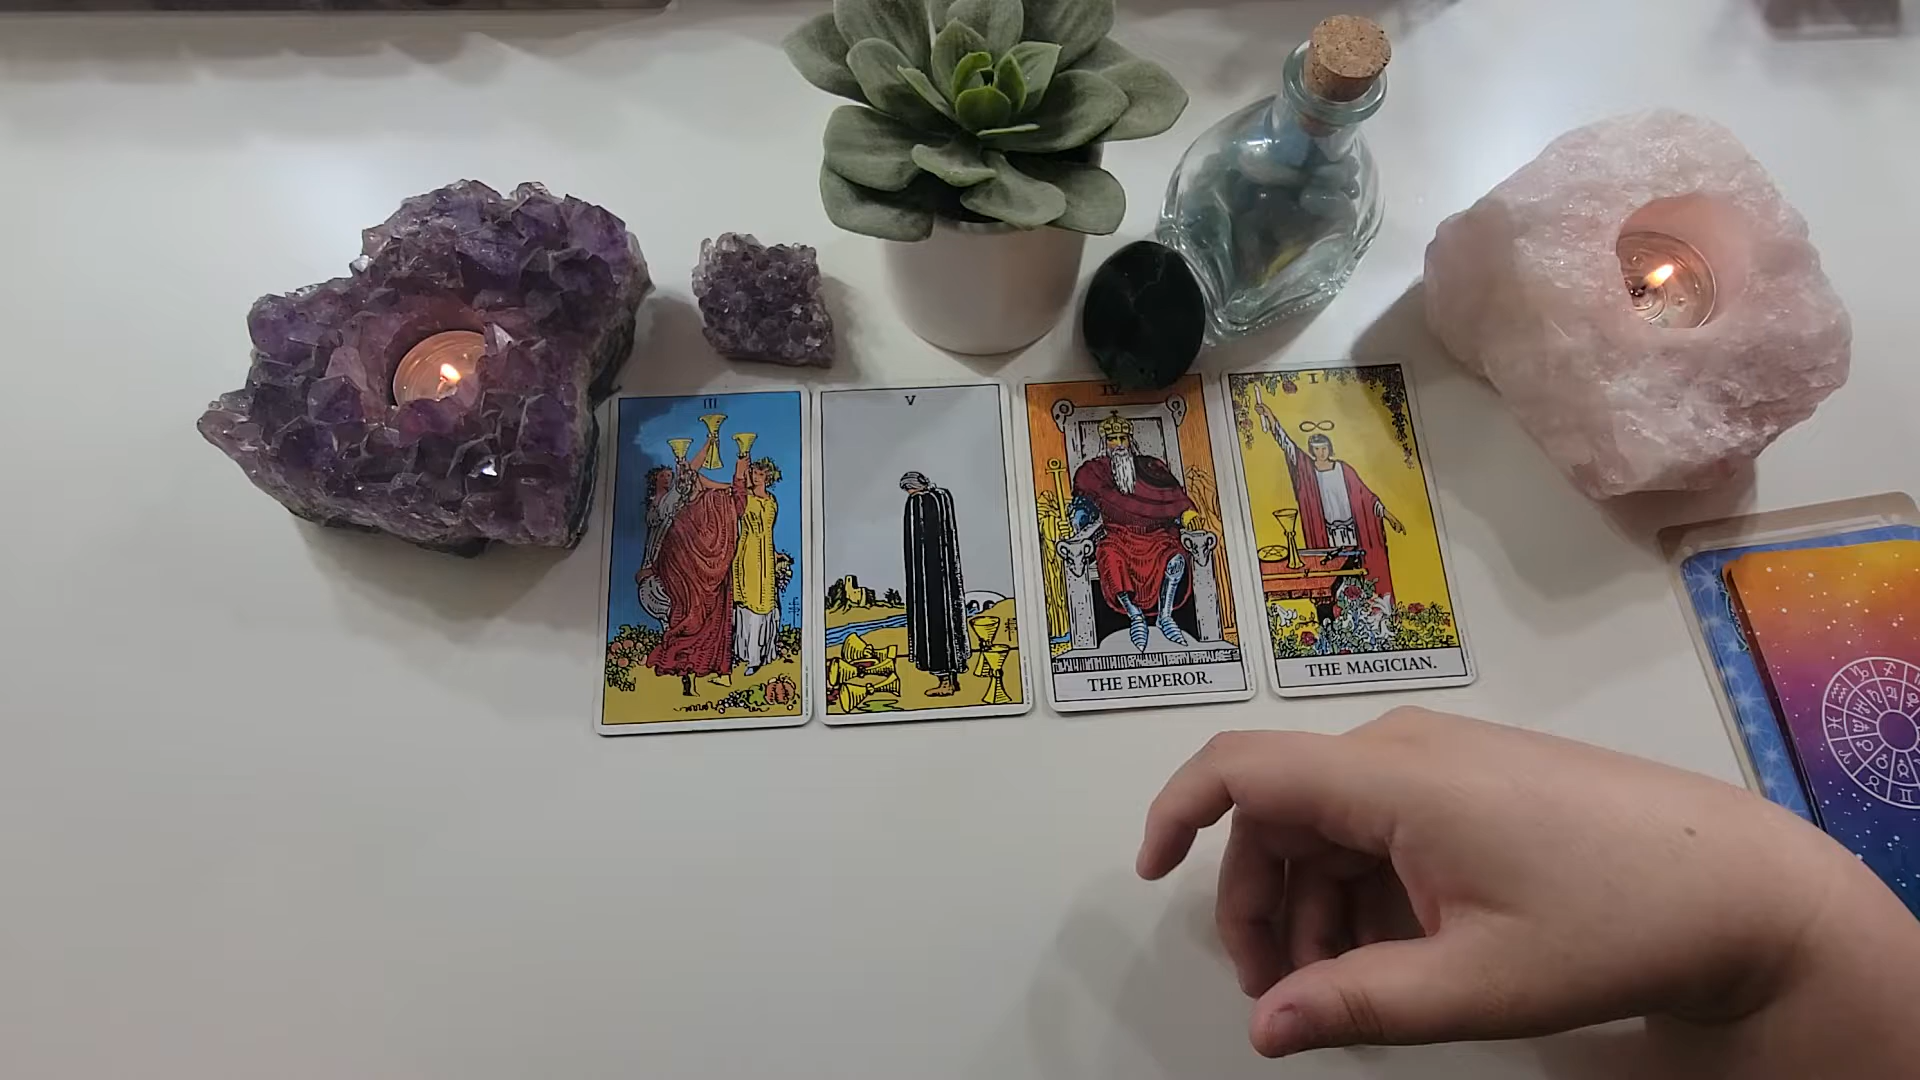 III
V
IV
I
THE EMPEROR.
THE MAGICIAN.